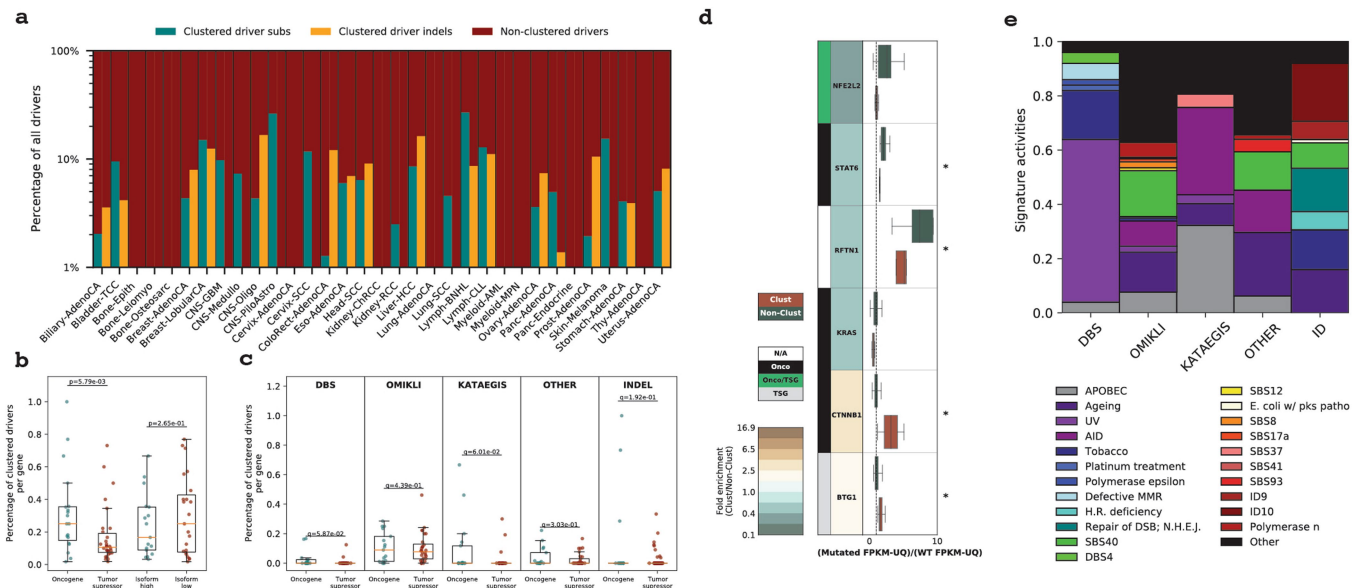 a
Clustered driver subs
Clustered driver indels
Non-clustered drivers
Percentage of all drivers
100%
10%
1%
Biliary-AdenoCA
Bladder-TCC
Bone-Epith
Bone-Leiomyo
Bone-Osteosarc
Breast-AdenoCA
Breast-LobularCA
CNS-GBM
CNS-Medullo
CNS-Oligo
CNS-PiloAstro
Cervix-AdenoCA
Cervix-SCC
ColoRect-AdenoCA
Eso-AdenoCA
Head-SCC
Kidney-ChRCC
Kidney-RCC
Liver-HCC
Lung-AdenoCA
Lung-SCC
Lymph-BNHL
Lymph-CLL
Myeloid-AML
Myeloid-MPN
Ovary-AdenoCA
Panc-AdenoCA
Panc-Endocrine
Prost-AdenoCA
Skin-Melanoma
Stomach-AdenoCA
Thy-AdenoCA
Uterus-AdenoCA
b
Percentage of clustered drivers
per gene
1.2
1.0
0.8
0.6
0.4
0.2
0.0
p=5.79e-03
p=2.65e-01
Oncogene
Tumor
supressor
Isoform
high
Isoform
low
c
Percentage of clustered drivers
per gene
1.2
1.0
0.8
0.6
0.4
0.2
0.0
DBS
OMIKLI
KATAEGIS
OTHER
INDEL
q=5.87e-02
q=4.39e-01
q=6.01e-02
q=3.03e-01
q=1.92e-01
Oncogene
Tumor
supressor
Oncogene
Tumor
supressor
Oncogene
Tumor
supressor
Oncogene
Tumor
supressor
Oncogene
Tumor
supressor
d
NFE2L2
STAT6
*
RFTN1
*
KRAS
CTNNB1
*
BTG1
*
Clust
Non-Clust
N/A
Onco
Onco/TSG
TSG
Fold enrichment
(Clust/Non-Clust)
16.9
6.5
2.5
1.0
0.4
0.1
0
10
(Mutated FPKM-UQ)/(WT FPKM-UQ)
e
Signature activities
1.0
0.8
0.6
0.4
0.2
0.0
DBS
OMIKLI
KATAEGIS
OTHER
ID
APOBEC
Ageing
UV
AID
Tobacco
Platinum treatment
Polymerase epsilon
Defective MMR
H.R. deficiency
Repair of DSB; N.H.E.J.
SBS40
DBS4
SBS12
E. coli w/ pks patho
SBS8
SBS17a
SBS37
SBS41
SBS93
ID9
ID10
Polymerase n
Other